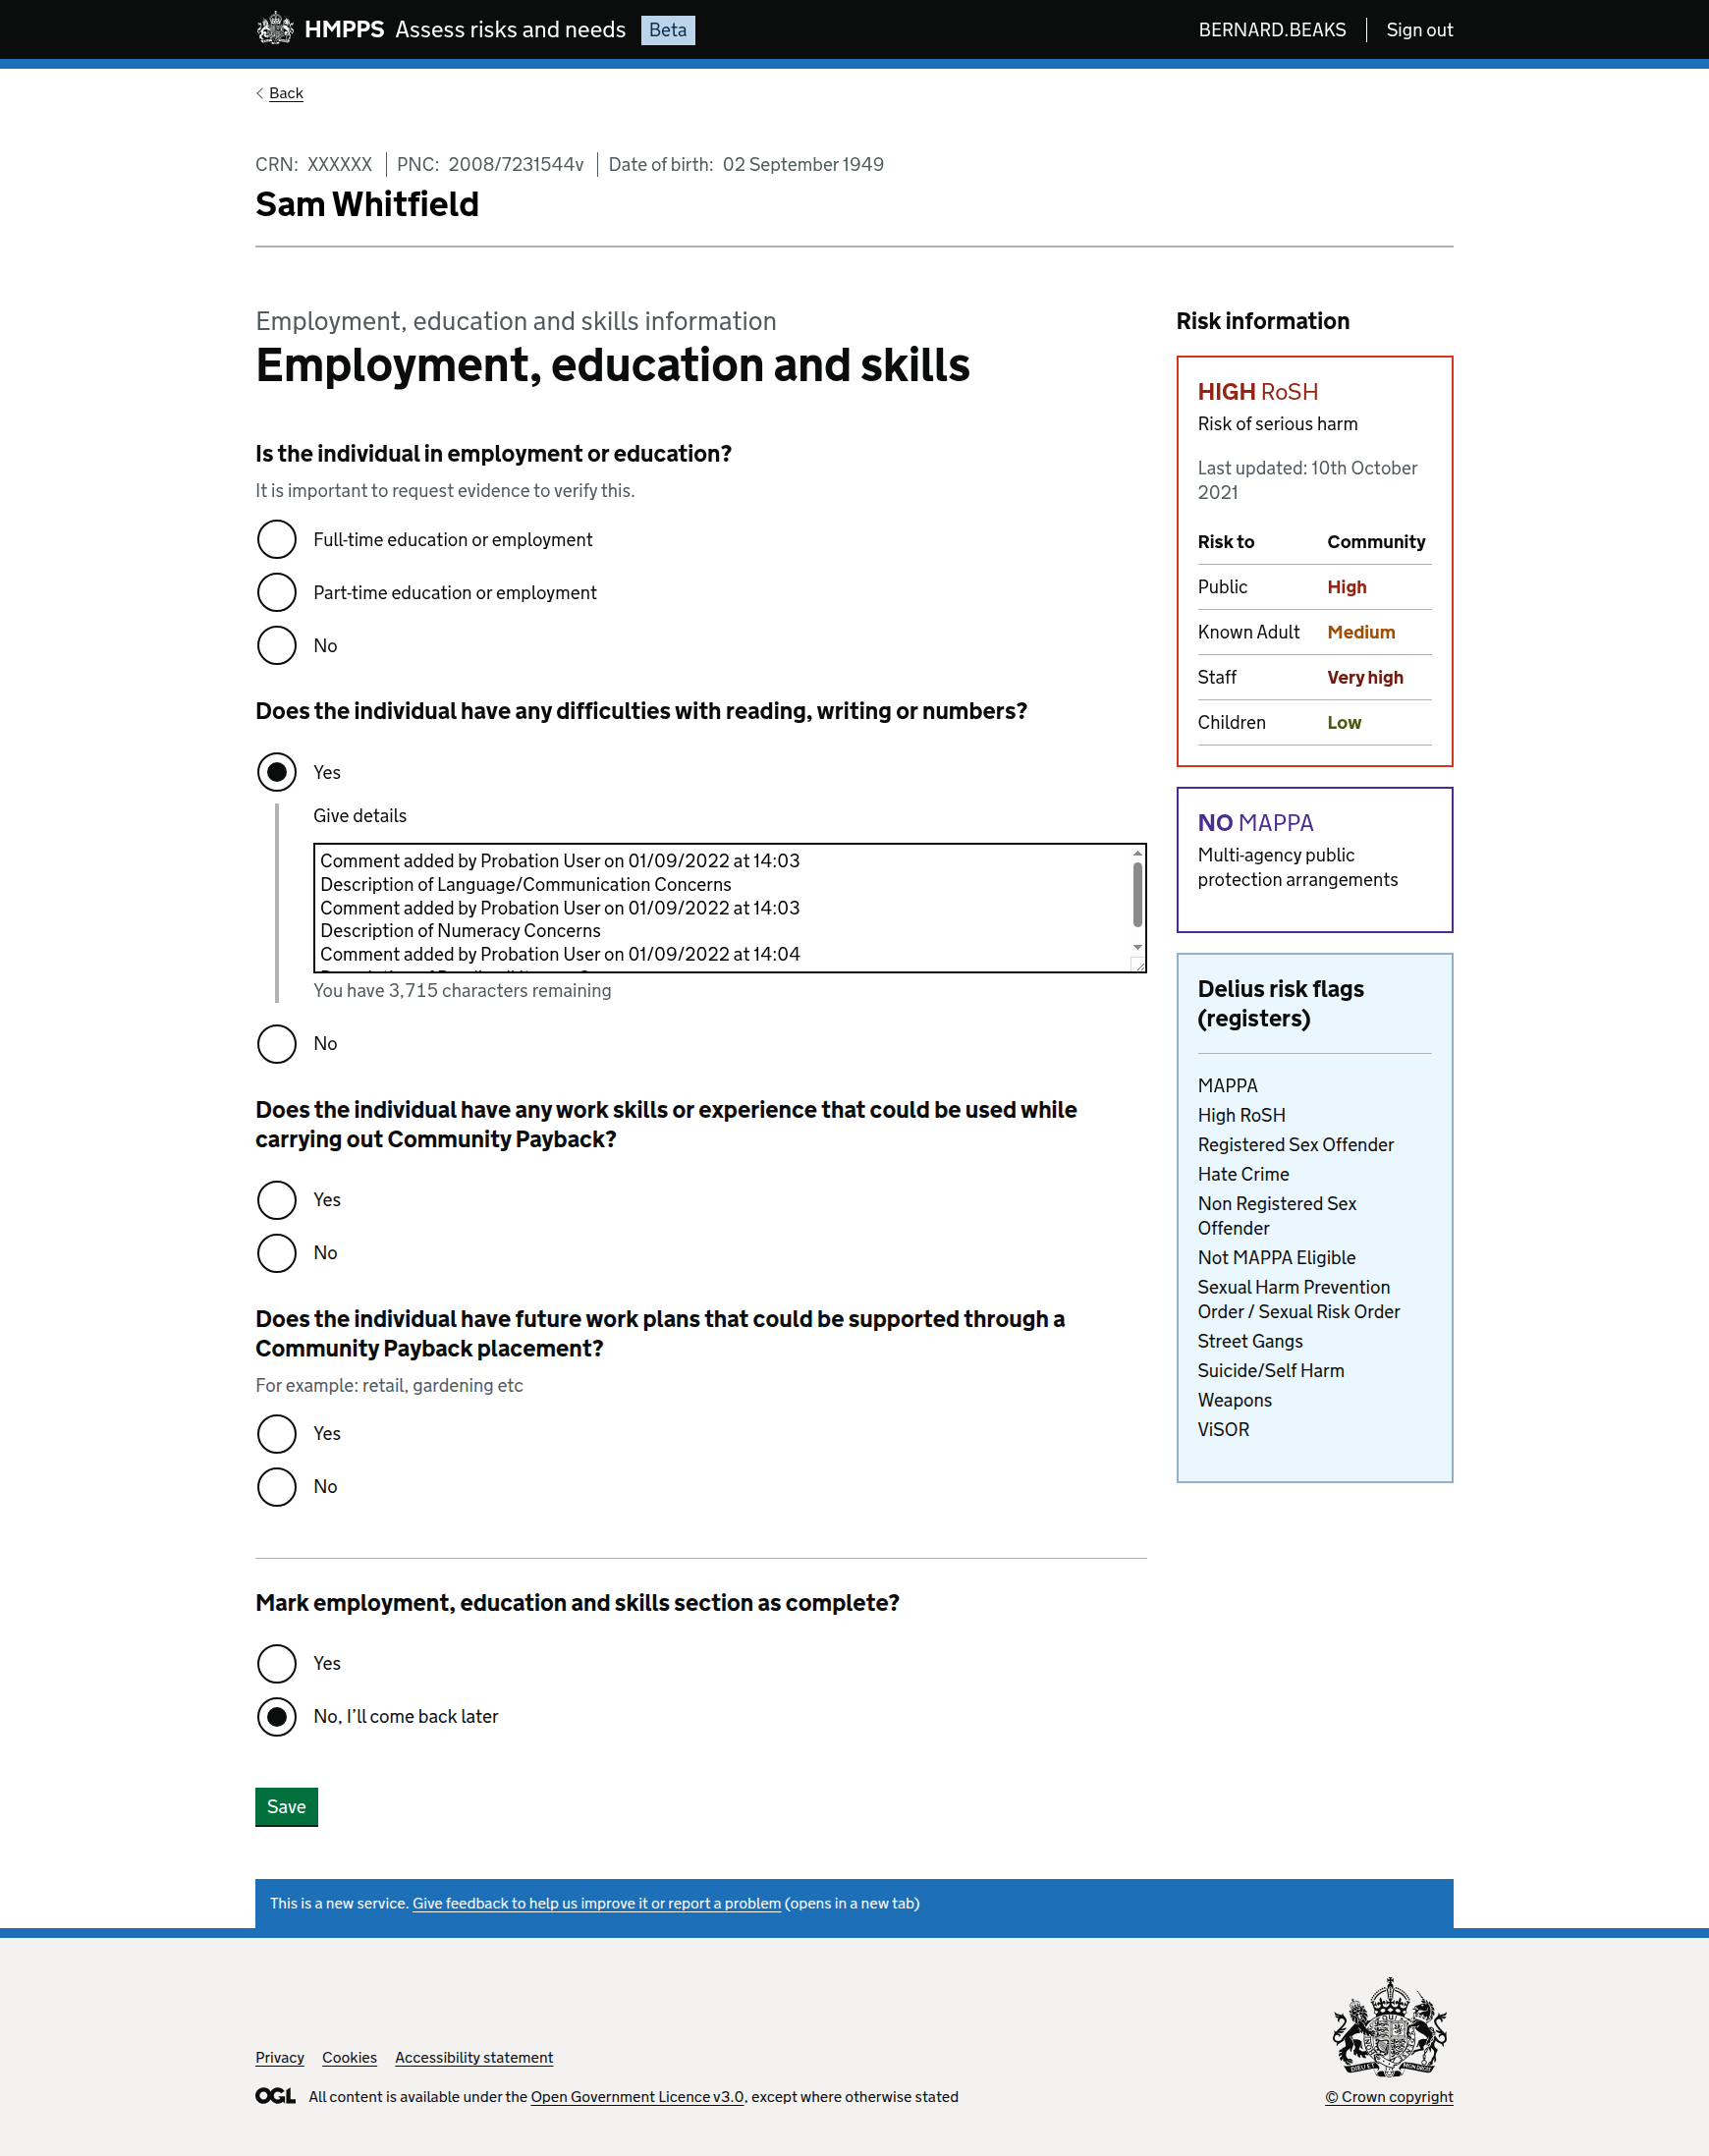 HMPPS Assess risks and needs Beta
BERNARD.BEAKS Sign out
Back
CRN: XXXXXX PNC: 2008/7231544v Date of birth: 02 September 1949
Sam Whitfield
Employment, education and skills information
Employment, education and skills
Is the individual in employment or education?
It is important to request evidence to verify this.
Full-time education or employment
Part-time education or employment
No
Does the individual have any difficulties with reading, writing or numbers?
Yes
Give details
Comment added by Probation User on 01/09/2022 at 14:03
Description of Language/Communication Concerns
Comment added by Probation User on 01/09/2022 at 14:03
Description of Numeracy Concerns
Comment added by Probation User on 01/09/2022 at 14:04
You have 3,715 characters remaining
No
Does the individual have any work skills or experience that could be used while
carrying out Community Payback?
Yes
No
Does the individual have future work plans that could be supported through a
Community Payback placement?
For example: retail, gardening etc
Yes
No
Mark employment, education and skills section as complete?
Yes
No, I’ll come back later
Save
Risk information
HIGH RoSH
Risk of serious harm
Last updated: 10th October
2021
Risk to Community
Public High
Known Adult Medium
Staff Very high
Children Low
NO MAPPA
Multi-agency public
protection arrangements
Delius risk flags
(registers)
MAPPA
High RoSH
Registered Sex Offender
Hate Crime
Non Registered Sex
Offender
Not MAPPA Eligible
Sexual Harm Prevention
Order / Sexual Risk Order
Street Gangs
Suicide/Self Harm
Weapons
ViSOR
This is a new service. Give feedback to help us improve it or report a problem (opens in a new tab)
Privacy Cookies Accessibility statement
OGL All content is available under the Open Government Licence v3.0, except where otherwise stated
© Crown copyright